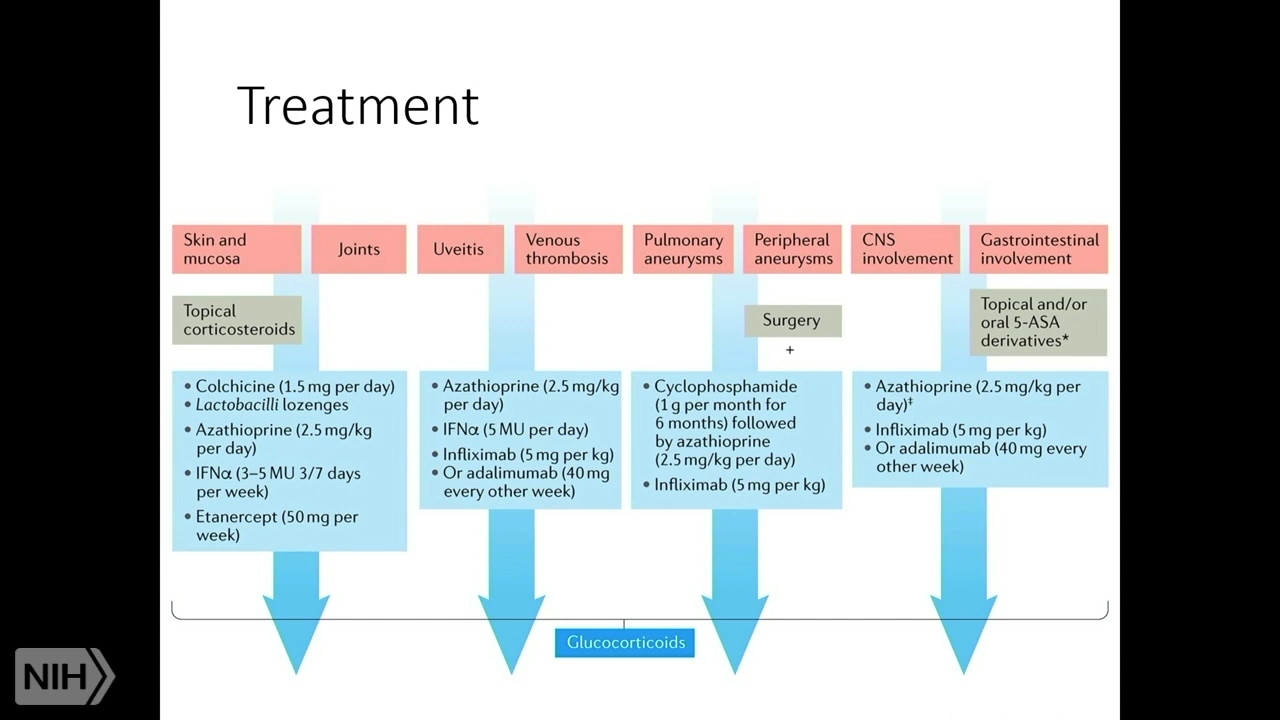 Treatment
Skin and
mucosa
Joints
Uveitis
Venous
thrombosis
Pulmonary
aneurysms
Peripheral
aneurysms
CNS
involvement
Gastrointestinal
involvement
Topical
corticosteroids
Surgery
+
Topical and/or
oral 5-ASA
derivatives*
• Colchicine (1.5 mg per day)
• Lactobacilli lozenges
• Azathioprine (2.5 mg/kg
per day)
• IFNα (3–5 MU 3/7 days
per week)
• Etanercept (50 mg per
week)
• Azathioprine (2.5 mg/kg
per day)
• IFNα (5 MU per day)
• Infliximab (5 mg per kg)
• Or adalimumab (40 mg
every other week)
• Cyclophosphamide
(1 g per month for
6 months) followed
by azathioprine
(2.5 mg/kg per day)
• Infliximab (5 mg per kg)
• Azathioprine (2.5 mg/kg per
day)‡
• Infliximab (5 mg per kg)
• Or adalimumab (40 mg every
other week)
Glucocorticoids
NIH